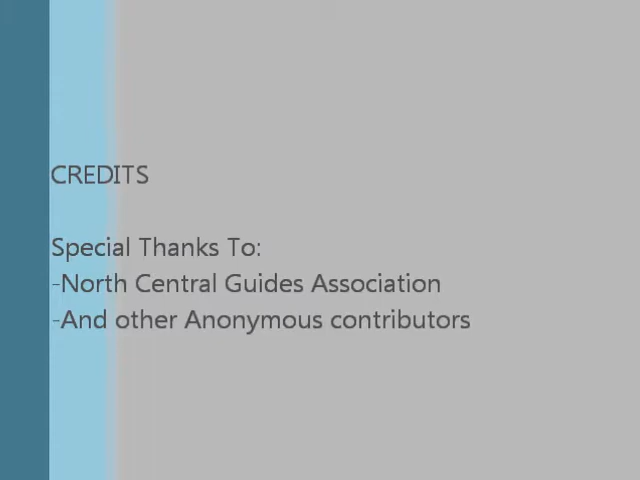 CREDITS
Special Thanks To:
-North Central Guides Association
-And other Anonymous contributors